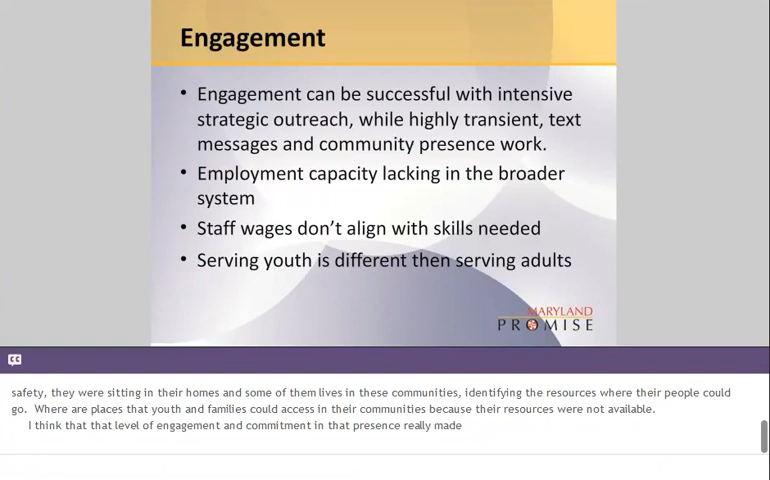 Engagement
• Engagement can be successful with intensive
strategic outreach, while highly transient, text
messages and community presence work.
• Employment capacity lacking in the broader
system
• Staff wages don’t align with skills needed
• Serving youth is different then serving adults
MARYLAND
PROMISE
CC
safety, they were sitting in their homes and some of them lives in these communities, identifying the resources where their people could
go.  Where are places that youth and families could access in their communities because their resources were not available.
I think that that level of engagement and commitment in that presence really made